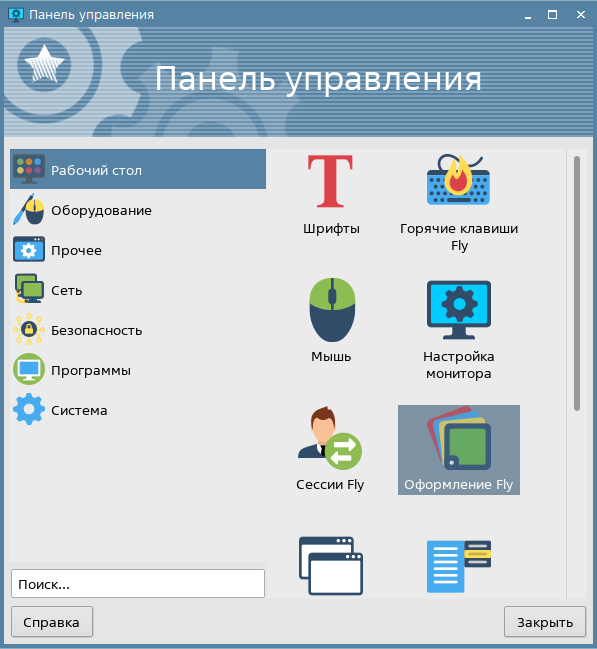 Панель управления
Панель управления
Рабочий стол
Оборудование
Прочее
Сеть
Безопасность
Программы
Система
Поиск...
Шрифты
Горячие клавиши
Fly
Мышь
Настройка
монитора
Сессии Fly
Оформление Fly
Справка
Закрыть